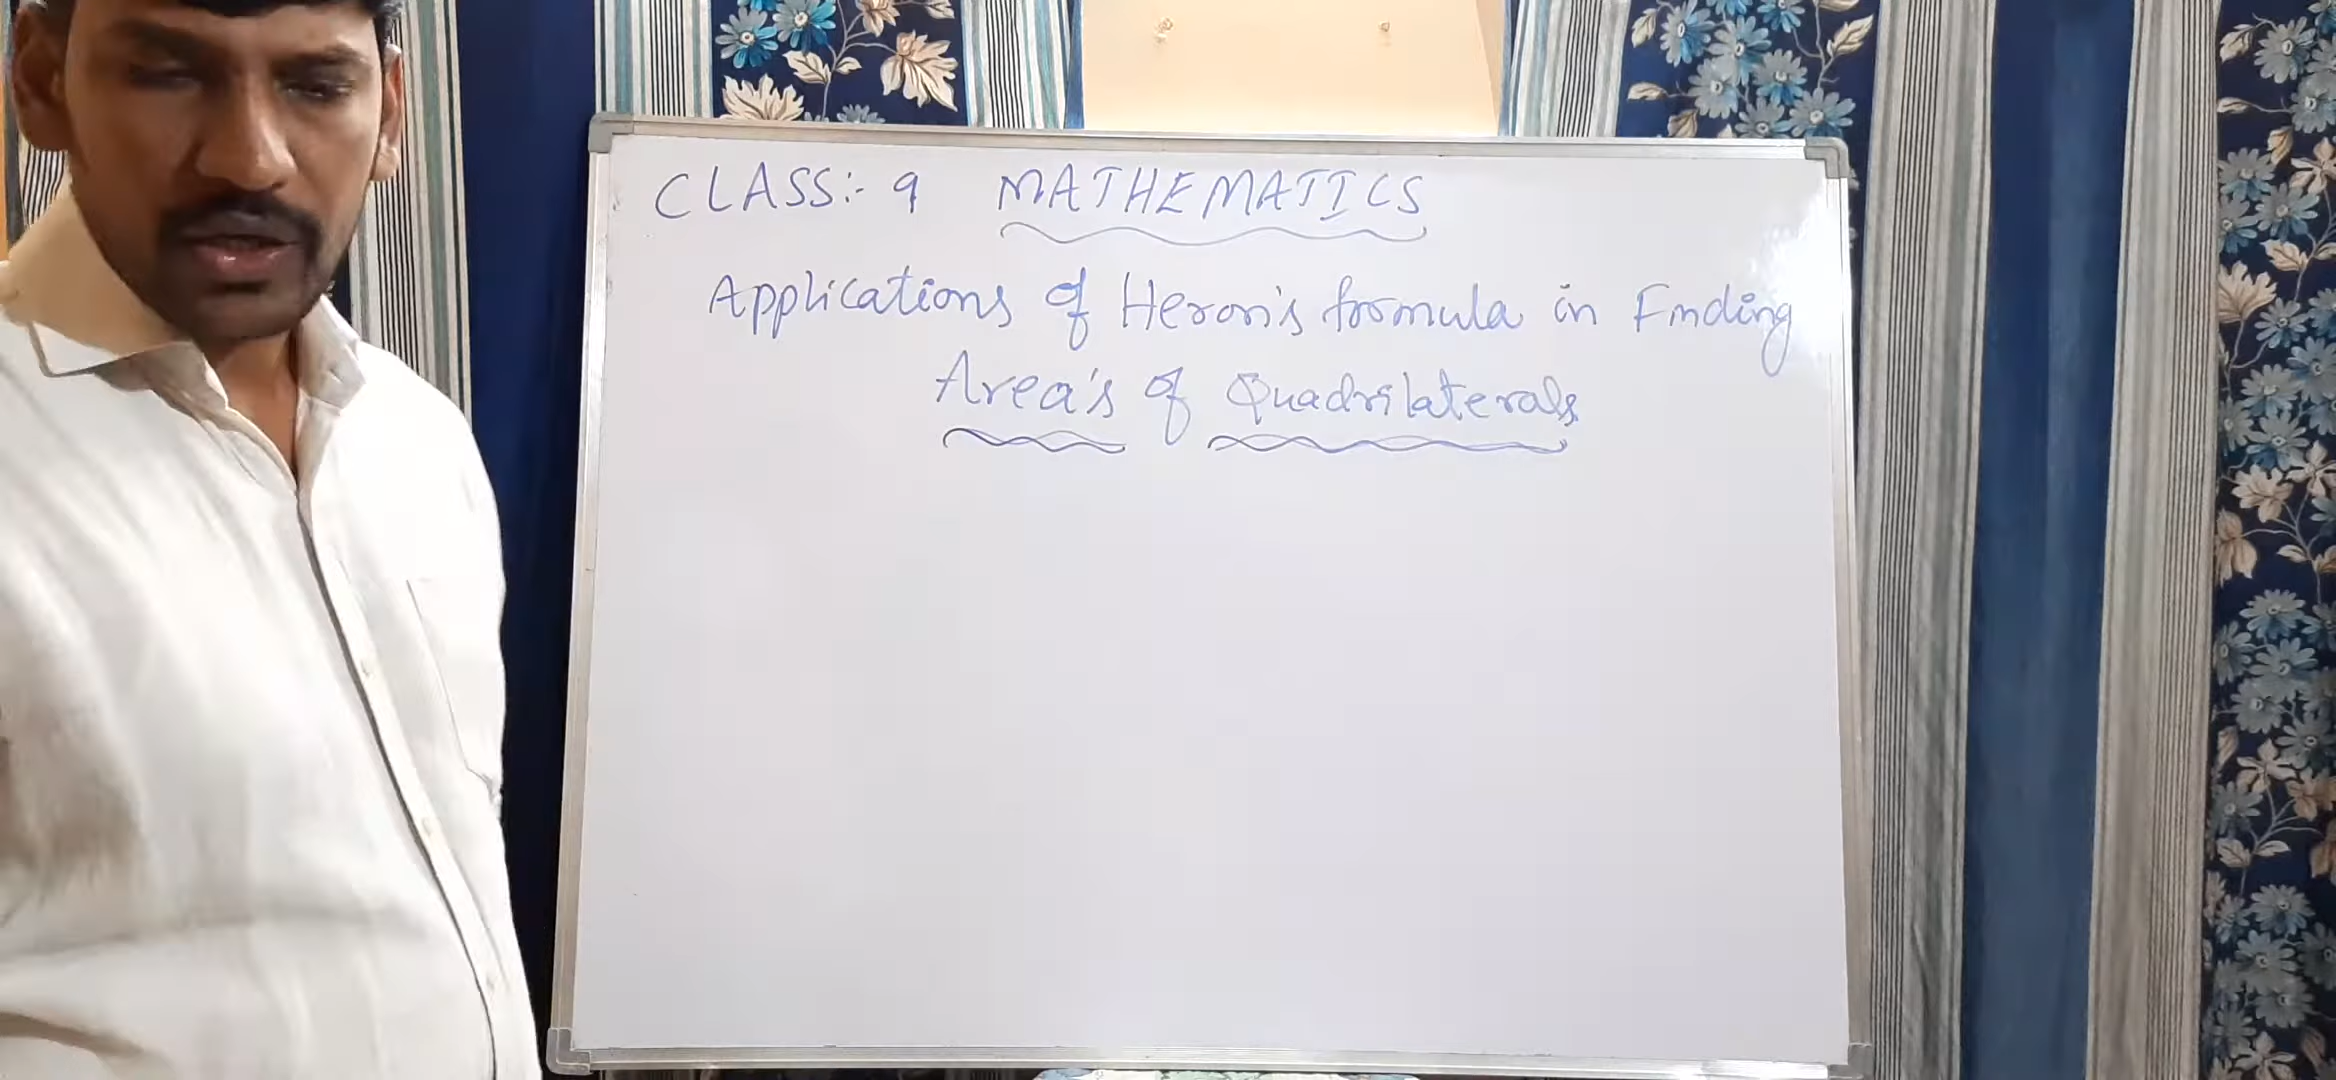 CLASS:- 9 MATHEMATICS
Applications of Heron's formula in Finding
Area's of Quadrilaterals